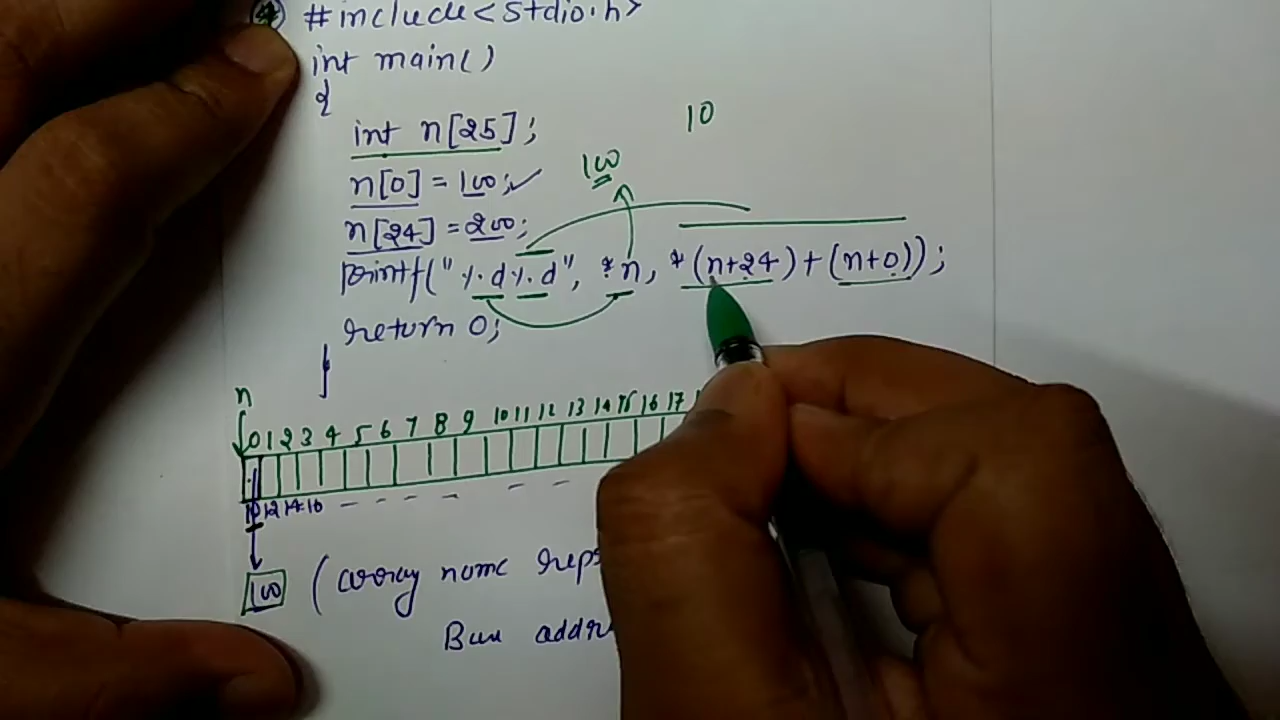 4 #include<stdio.h>
int main()
{
int n[25];
10
n[0] = 100; ✓
100
n[24] = 200;
printf("%d%d", *n, *(n+24)+(n+0));
return 0;
}
n
0 1 2 3 4 5 6 7 8 9 10 11 12 13 14 15 16 17
10 12 14 16
100 (array name
addr